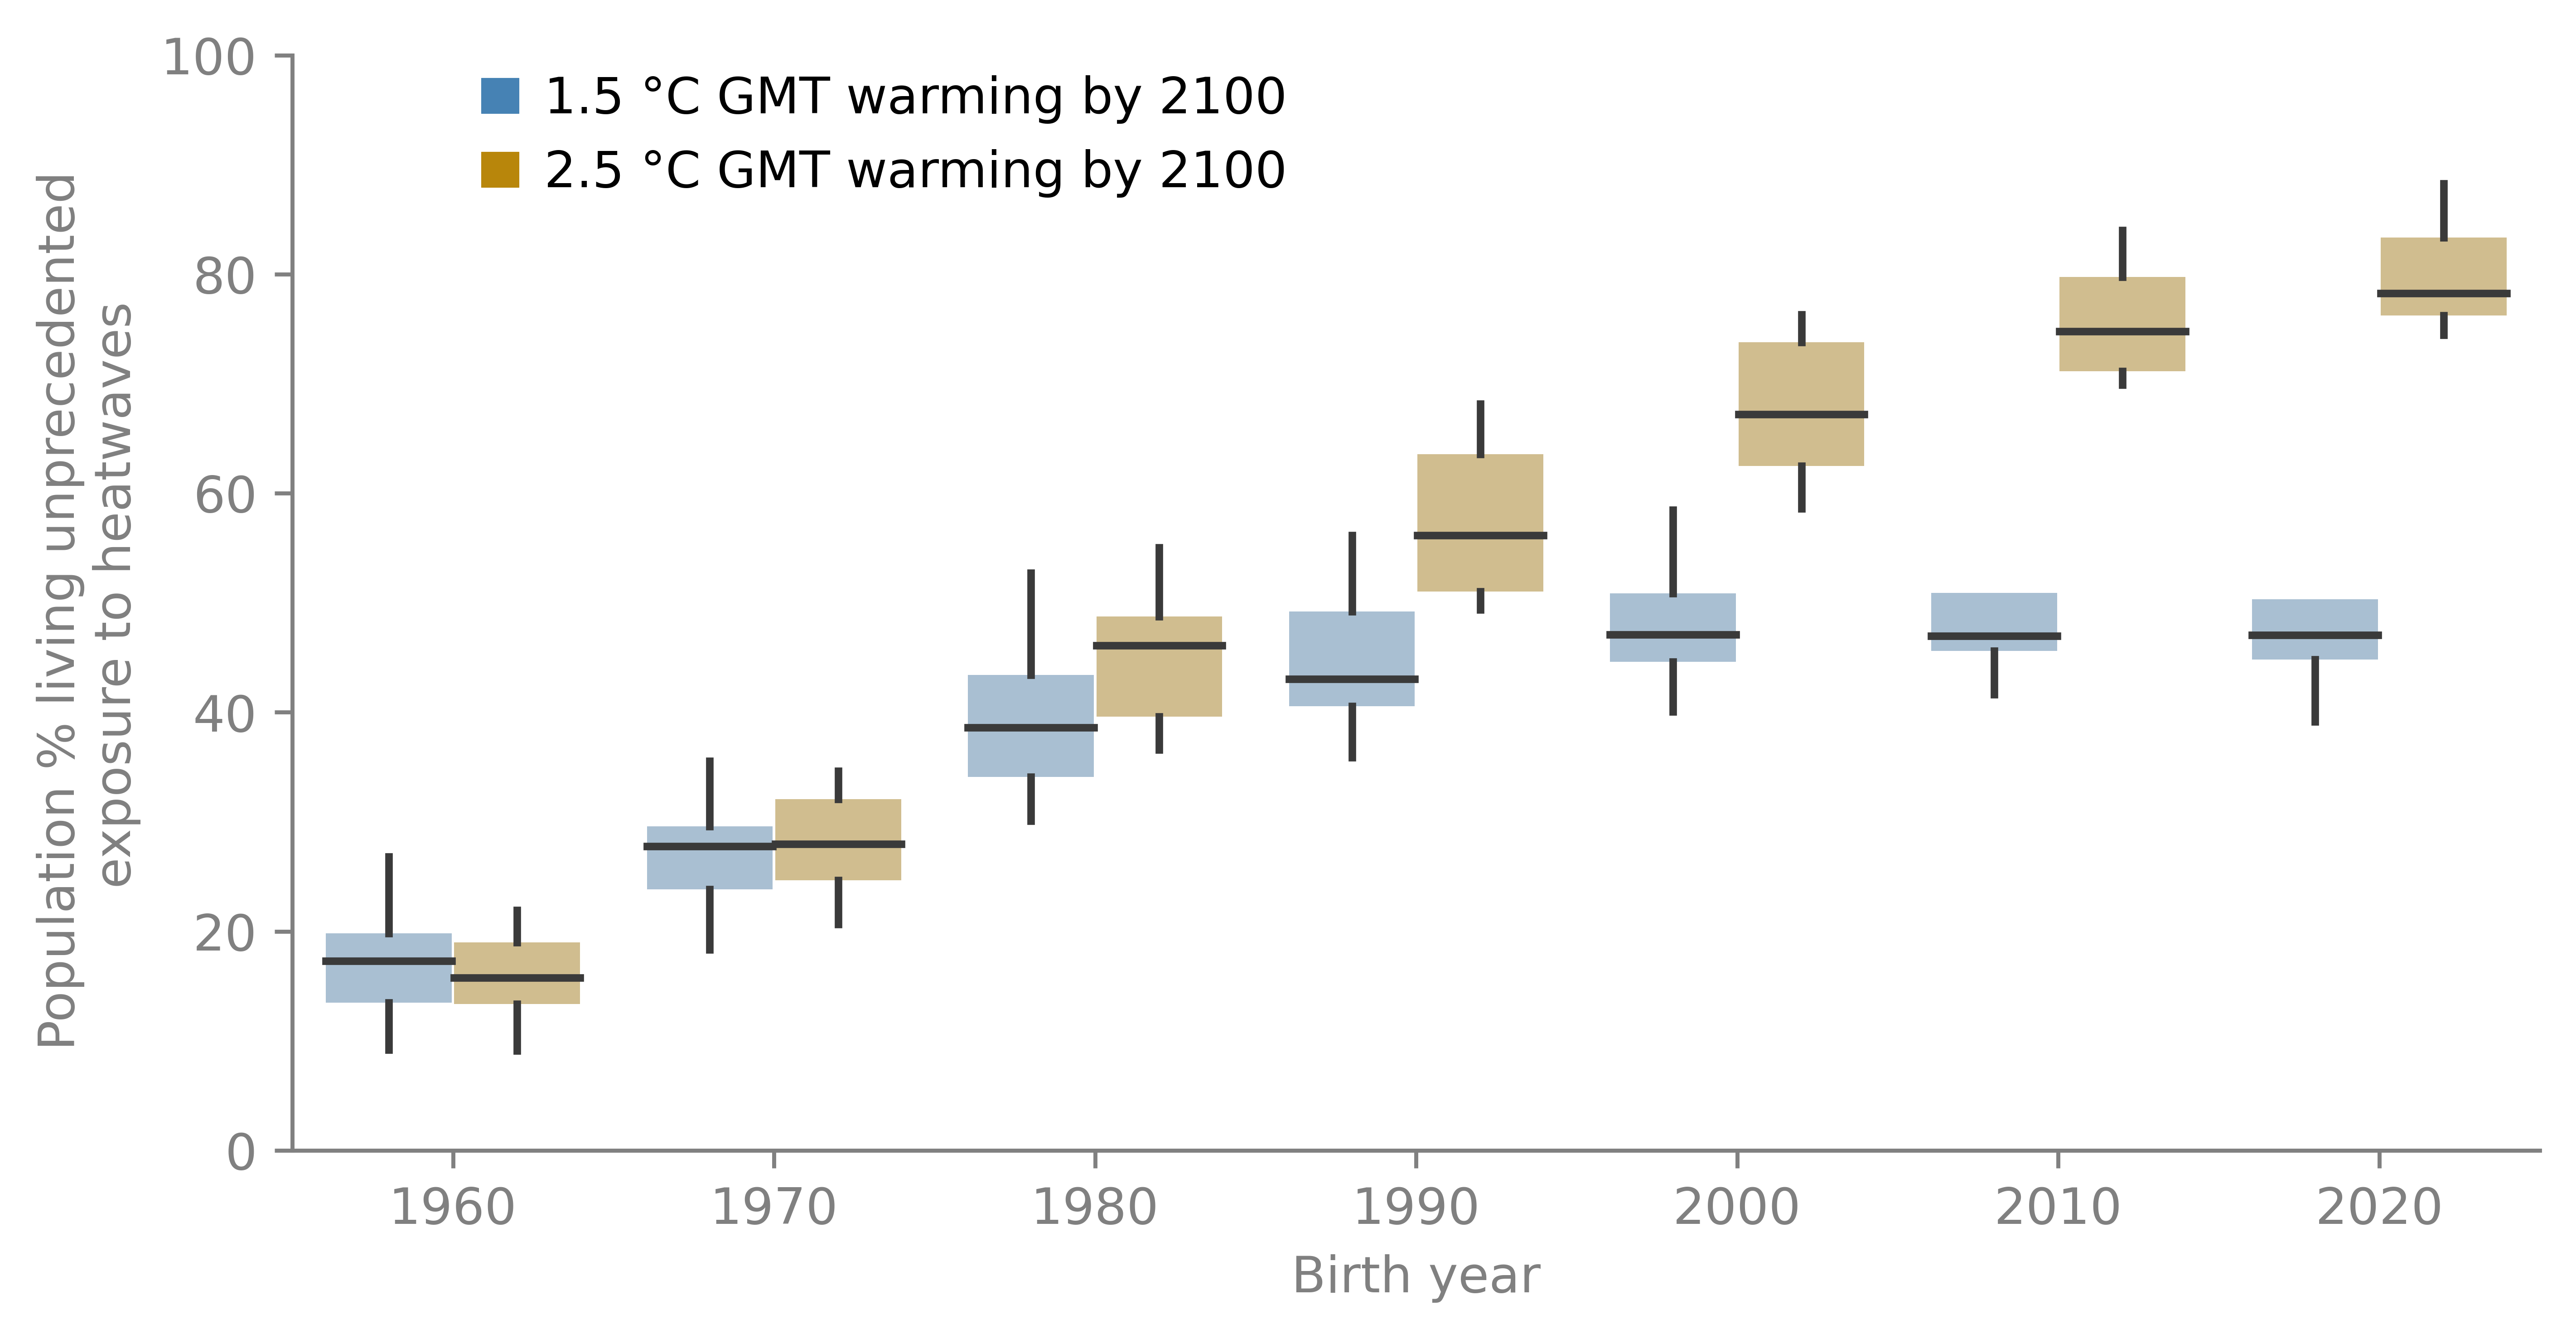 100
80
60
40
20
0
Population % living unprecedented
exposure to heatwaves
1.5 °C GMT warming by 2100
2.5 °C GMT warming by 2100
1960 1970 1980 1990 2000 2010 2020
Birth year